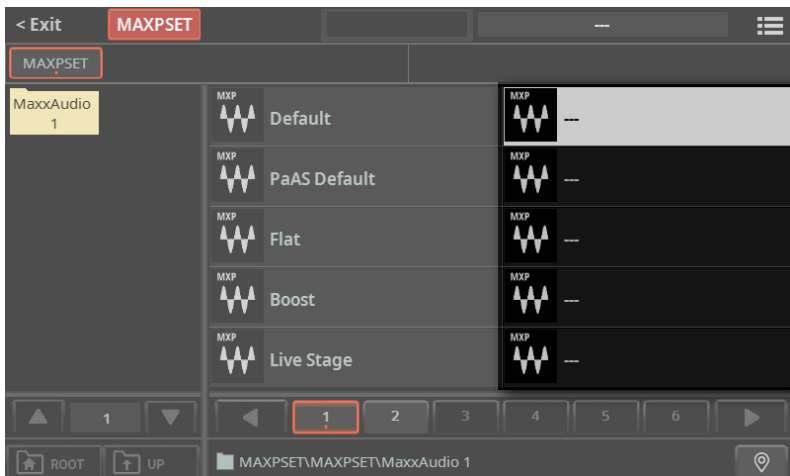 < Exit
MAXPSET
---
MAXPSET
MaxxAudio
1
MXP
Default
MXP
---
MXP
PaAS Default
MXP
---
MXP
Flat
MXP
---
MXP
Boost
MXP
---
MXP
Live Stage
MXP
---
1
1
2
3
4
5
6
ROOT
UP
MAXPSET\MAXPSET\MaxxAudio 1